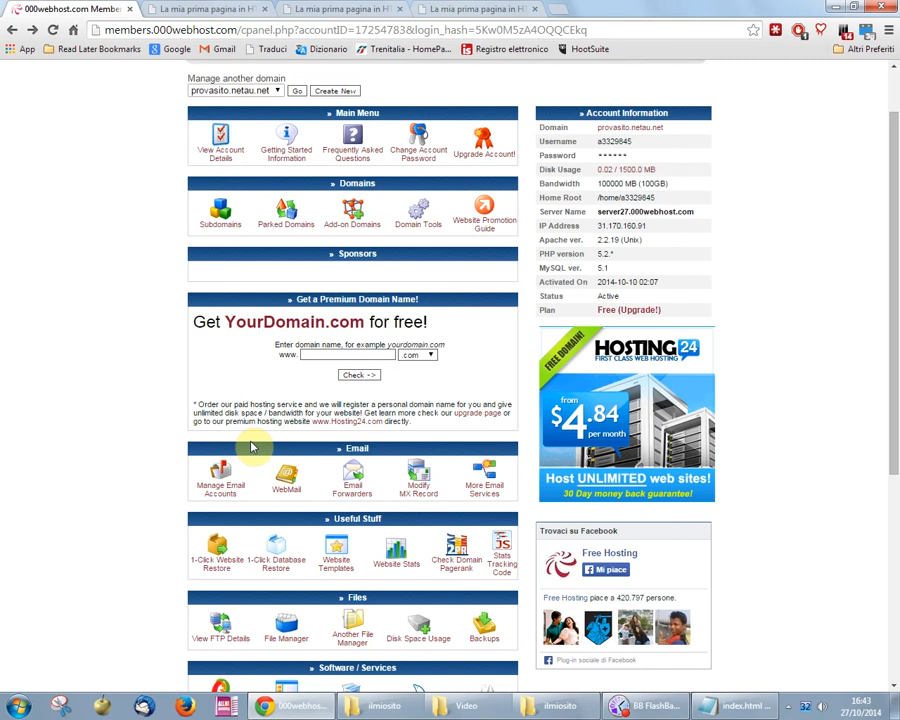 000webhost.com Membe
La mia prima pagina in HT
La mia prima pagina in HT
La mia prima pagina in HT
members.000webhost.com/cpanel.php?accountID=17254783&login_hash=5Kw0M5zA4OQQCEkq
App
Read Later Bookmarks
Google
Gmail
Traduci
Dizionario
Trenitalia - HomePa...
Registro elettronico
HootSuite
Altri Preferiti
Manage another domain
provasito.netau.net
Go
Create New
» Main Menu
View Account Details
Getting Started Information
Frequently Asked Questions
Change Account Password
Upgrade Account!
» Domains
Subdomains
Parked Domains
Add-on Domains
Domain Tools
Website Promotion Guide
» Sponsors
» Get a Premium Domain Name!
Get YourDomain.com for free!
Enter domain name, for example yourdomain.com
www.
.com
Check ->
* Order our paid hosting service and we will register a personal domain name for you and give
unlimited disk space / bandwidth for your website! Get learn more check our upgrade page or
go to our premium hosting website www.Hosting24.com directly.
» Email
Manage Email Accounts
WebMail
Email Forwarders
Modify MX Record
More Email Services
» Useful Stuff
1-Click Website Restore
1-Click Database Restore
Website Templates
Website Stats
Check Domain Pagerank
Stats Tracking Code
» Files
View FTP Details
File Manager
Another File Manager
Disk Space Usage
Backups
» Software / Services
» Account Information
Domain provasito.netau.net
Username a3329845
Password ******
Disk Usage 0.02 / 1500.0 MB
Bandwidth 100000 MB (100GB)
Home Root /home/a3329845
Server Name server27.000webhost.com
IP Address 31.170.160.91
Apache ver. 2.2.19 (Unix)
PHP version 5.2.*
MySQL ver. 5.1
Activated On 2014-10-10 02:07
Status Active
Plan Free (Upgrade!)
FREE DOMAIN!
HOSTING 24
FIRST CLASS WEB HOSTING
from
$4.84
per month
Host UNLIMITED web sites!
30 Day money back guarantee!
Trovaci su Facebook
Free Hosting
Mi piace
Free Hosting piace a 420.797 persone.
Plug-in sociale di Facebook
000webhos...
ilmiosito
Video
ilmiosito
BB FlashBa...
index.html ...
32
16:43
27/10/2014